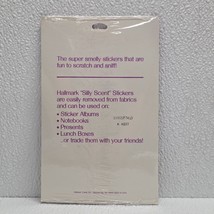 The super smelly stickers that are
fun to scratch and sniff!
Hallmark "Silly Scent" Stickers
are easily removed from fabrics
and can be used on:
• Sticker Albums
• Notebooks
• Presents
• Lunch Boxes
...or trade them with your friends!